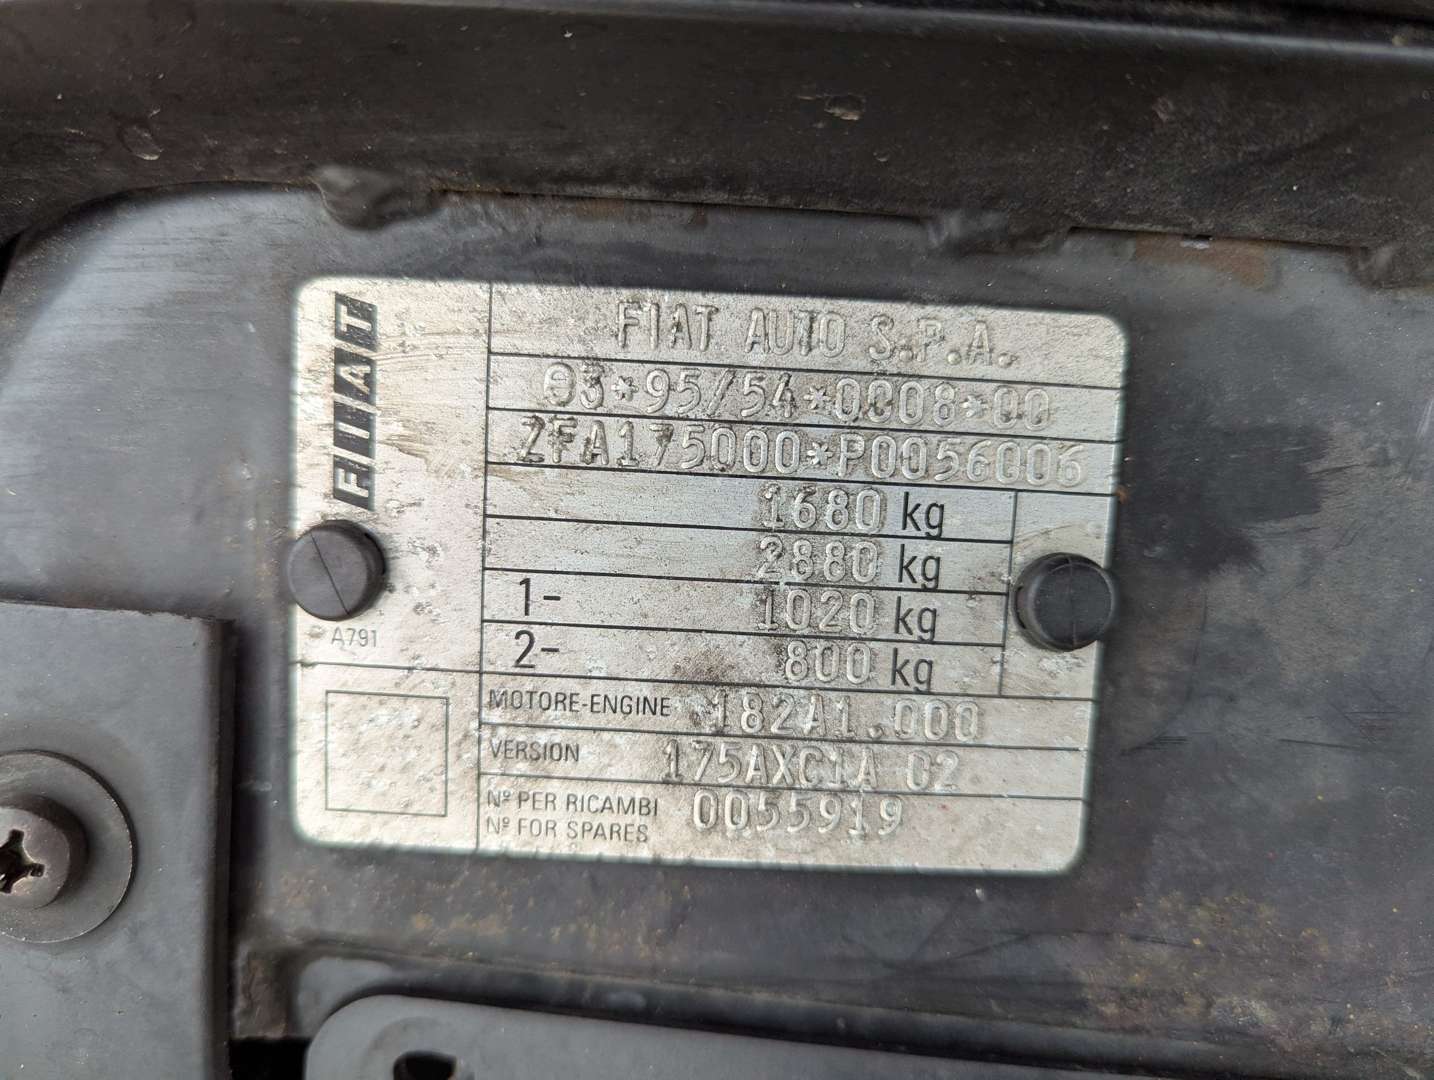 FIAT
FIAT AUTO S.P.A.
e3*95/54*0008*00
ZFA175000*P0056006
1680 kg
2880 kg
1- 1020 kg
2- 800 kg
A791
MOTORE-ENGINE 182A1.000
VERSION 175AXC1A 02
Nº PER RICAMBI
Nº FOR SPARES 0055919